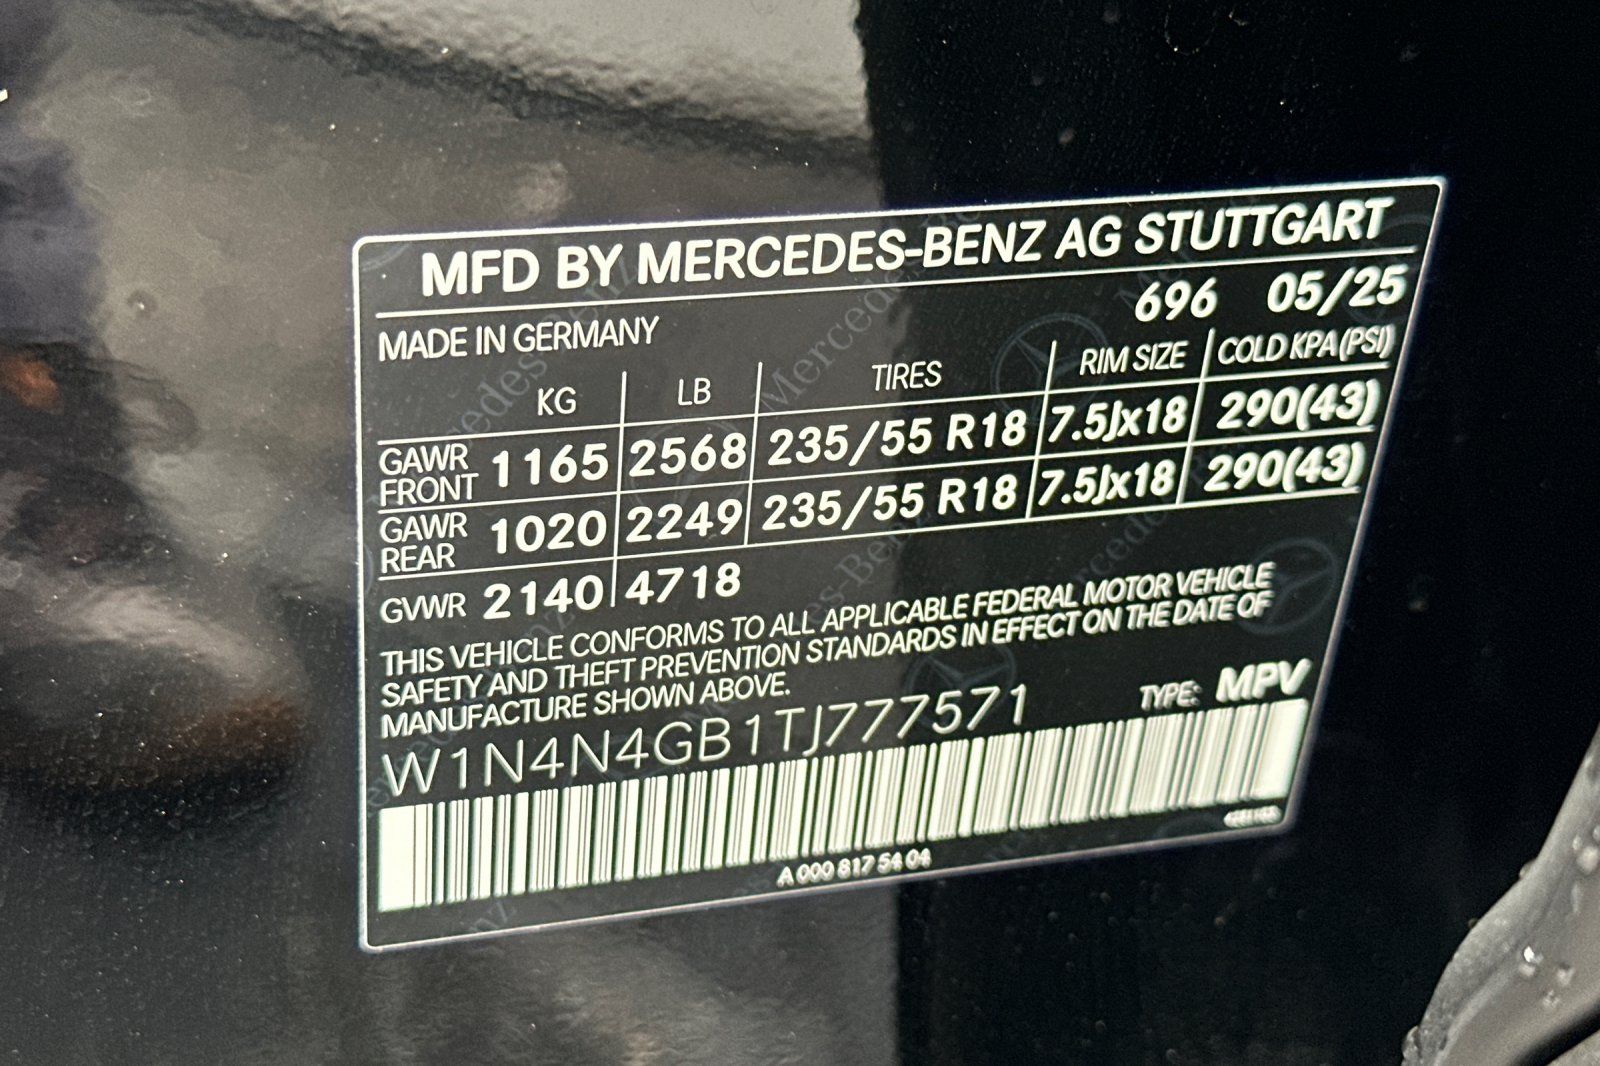 MFD BY MERCEDES-BENZ AG STUTTGART
696 05/25
MADE IN GERMANY
KG LB TIRES RIM SIZE COLD KPA(PSI)
GAWR FRONT 1165 2568 235/55 R18 7.5Jx18 290(43)
GAWR REAR 1020 2249 235/55 R18 7.5Jx18 290(43)
GVWR 2140 4718
THIS VEHICLE CONFORMS TO ALL APPLICABLE FEDERAL MOTOR VEHICLE
SAFETY AND THEFT PREVENTION STANDARDS IN EFFECT ON THE DATE OF
MANUFACTURE SHOWN ABOVE.
TYPE: MPV
W1N4N4GB1TJ777571
A 000 817 54 04